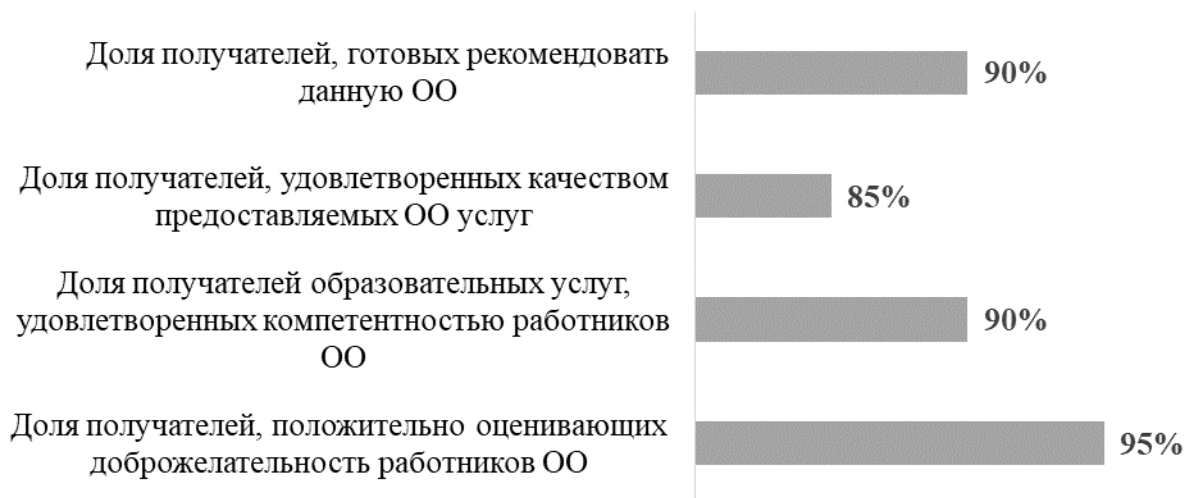 Доля получателей, готовых рекомендовать
данную ОО
90%
Доля получателей, удовлетворенных качеством
предоставляемых ОО услуг
85%
Доля получателей образовательных услуг,
удовлетворенных компетентностью работников
ОО
90%
Доля получателей, положительно оценивающих
доброжелательность работников ОО
95%